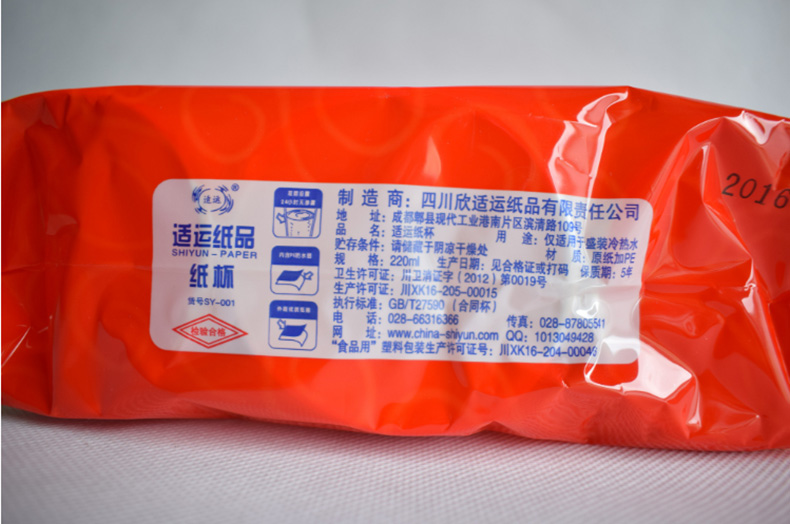 适运
适运纸品
SHIYUN-PAPER
纸杯
货号SY-001
检验合格
制造商：四川欣适运纸品有限责任公司
地址：成都郫县现代工业港南片区滨清路109号
品名：适运纸杯 用途：仅适用于盛装冷热水
贮存条件：请储藏于阴凉干燥处 材质：原纸加PE
规格：220ml 生产日期：见合格证或打码 保质期：5年
卫生许可证：川卫消证字（2012）第0019号
生产许可证：川XK16-205-00015
执行标准：GB/T27590（合同杯）
电话：028-66316366 传真：028-87805541
网址：www.china-shiyun.com QQ：1013049428
“食品用”塑料包装生产许可证号：川XK16-204-00049
2016